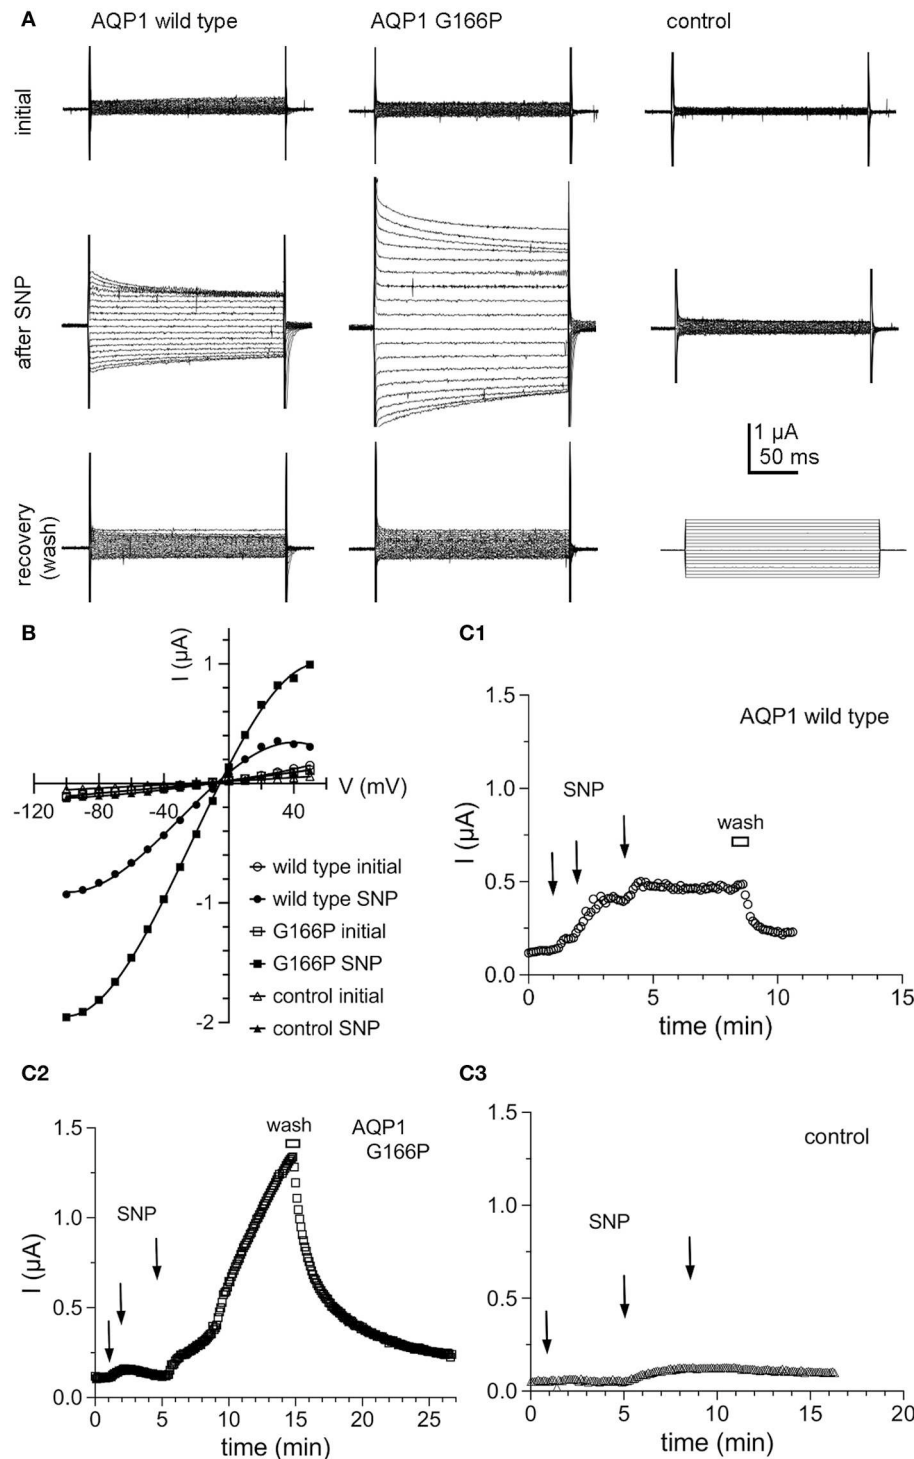 A
AQP1 wild type
AQP1 G166P
control
initial
after SNP
recovery
(wash)
1 µA
50 ms
B
I (µA)
1
-120
-80
-40
0
40
V (mV)
-1
-2
wild type initial
wild type SNP
G166P initial
G166P SNP
control initial
control SNP
C1
AQP1 wild type
1.5
1.0
0.5
0.0
I (µA)
SNP
wash
0
5
10
15
time (min)
C2
AQP1
G166P
1.5
1.0
0.5
0.0
I (µA)
SNP
wash
0
5
10
15
20
25
time (min)
C3
control
1.5
1.0
0.5
0.0
I (µA)
SNP
0
5
10
15
20
time (min)